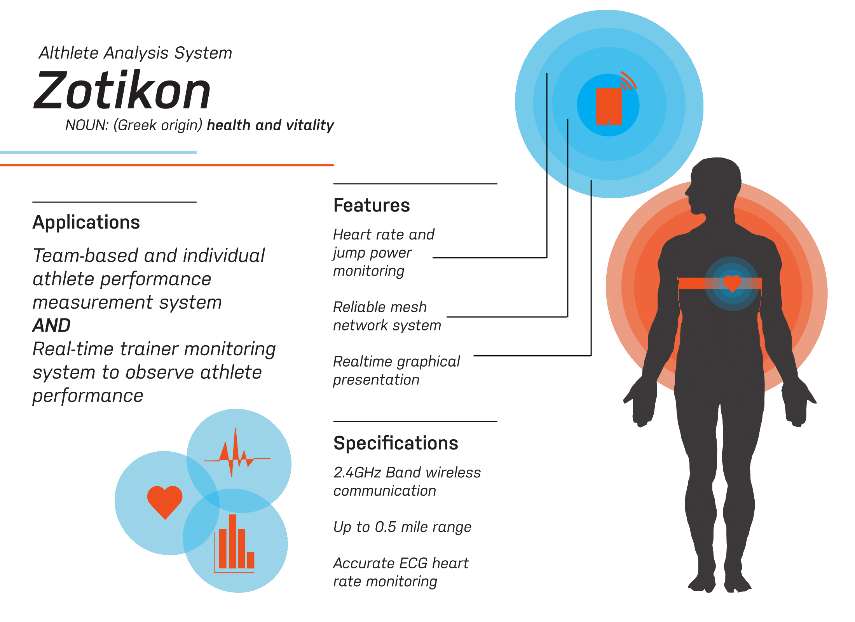 Althlete Analysis System
Zotikon
NOUN: (Greek origin) health and vitality
Applications
Team-based and individual
athlete performance
measurement system
AND
Real-time trainer monitoring
system to observe athlete
performance
Features
Heart rate and
jump power
monitoring
Reliable mesh
network system
Realtime graphical
presentation
Specifications
2.4GHz Band wireless
communication
Up to 0.5 mile range
Accurate ECG heart
rate monitoring